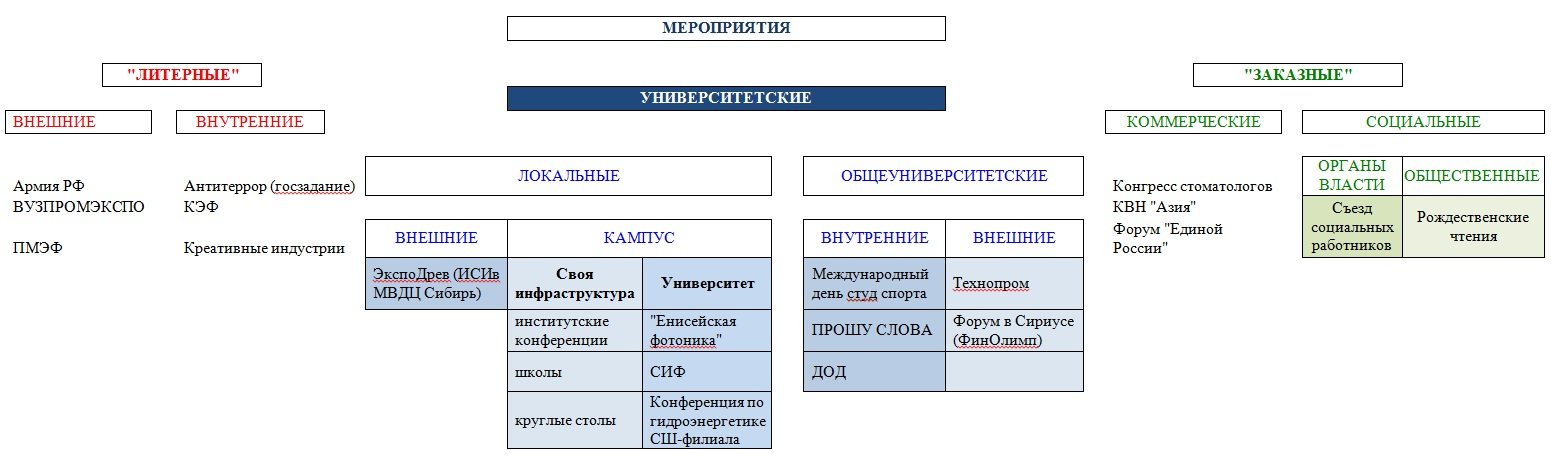 МЕРОПРИЯТИЯ
"ЛИТЕРНЫЕ"
"ЗАКАЗНЫЕ"
УНИВЕРСИТЕТСКИЕ
ВНЕШНИЕ
ВНУТРЕННИЕ
КОММЕРЧЕСКИЕ
СОЦИАЛЬНЫЕ
Армия РФ
ВУЗПРОМЭКСПО
ПМЭФ
Антитеррор (госзадание)
КЭФ
Креативные индустрии
ЛОКАЛЬНЫЕ
ВНЕШНИЕ
КАМПУС
ЭкспоДрев (ИСИв
МВДЦ Сибирь)
Своя
инфраструктура
Университет
институтские
конференции
"Енисейская
фотоника"
школы
СИФ
круглые столы
Конференция по
гидроэнергетике
СШ-филиала
ОБЩЕУНИВЕРСИТЕТСКИЕ
ВНУТРЕННИЕ
ВНЕШНИЕ
Международный
день студ спорта
Технопром
ПРОШУ СЛОВА
Форум в Сириусе
(ФинОлимп)
ДОД
Конгресс стоматологов
КВН "Азия"
Форум "Единой
России"
ОРГАНЫ
ВЛАСТИ
ОБЩЕСТВЕННЫЕ
Съезд
социальных
работников
Рождественские
чтения